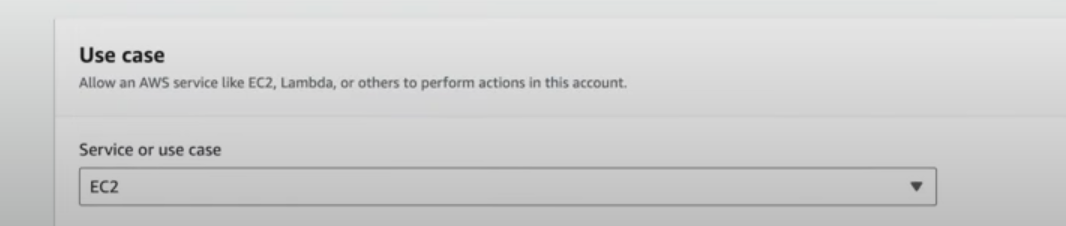 Use case
Allow an AWS service like EC2, Lambda, or others to perform actions in this account.
Service or use case
EC2